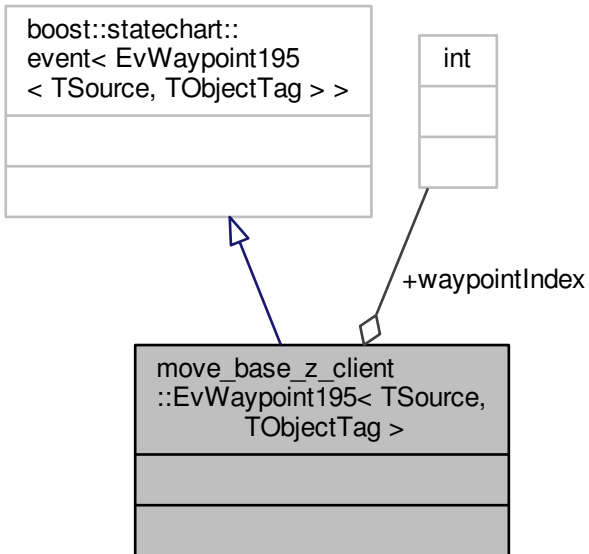 boost::statechart::
event< EvWaypoint195
< TSource, TObjectTag > >
int
+waypointIndex
move_base_z_client
::EvWaypoint195< TSource,
TObjectTag >